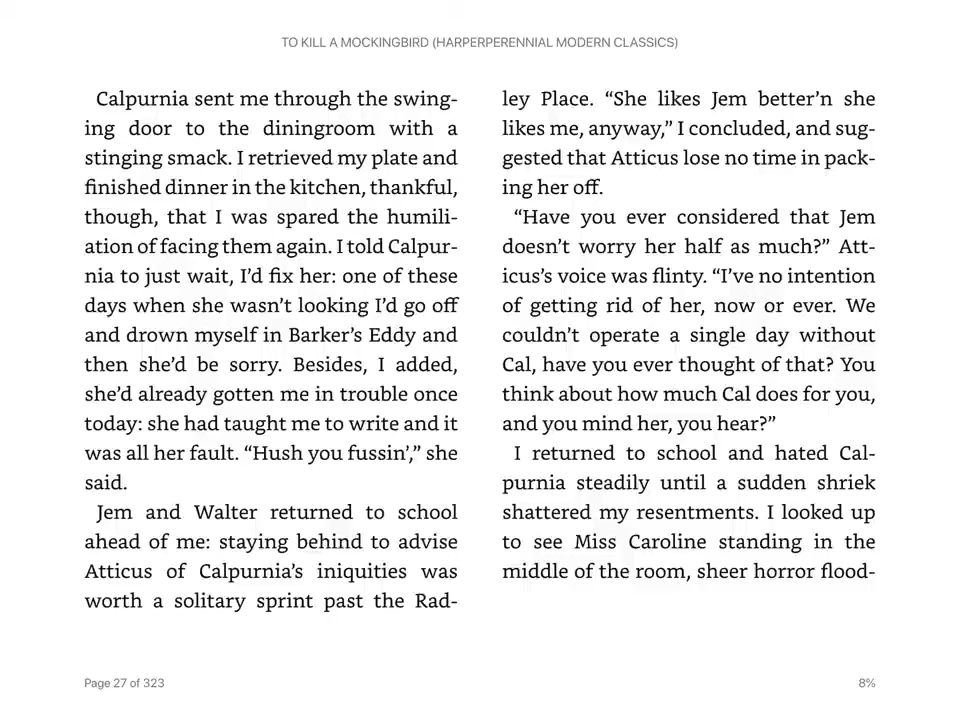 TO KILL A MOCKINGBIRD (HARPERPERENNIAL MODERN CLASSICS)
Calpurnia sent me through the swing-
ing door to the diningroom with a
stinging smack. I retrieved my plate and
finished dinner in the kitchen, thankful,
though, that I was spared the humili-
ation of facing them again. I told Calpur-
nia to just wait, I’d fix her: one of these
days when she wasn’t looking I’d go off
and drown myself in Barker’s Eddy and
then she’d be sorry. Besides, I added,
she’d already gotten me in trouble once
today: she had taught me to write and it
was all her fault. “Hush you fussin’,” she
said.
Jem and Walter returned to school
ahead of me: staying behind to advise
Atticus of Calpurnia’s iniquities was
worth a solitary sprint past the Rad-
ley Place. “She likes Jem better’n she
likes me, anyway,” I concluded, and sug-
gested that Atticus lose no time in pack-
ing her off.
“Have you ever considered that Jem
doesn’t worry her half as much?” Att-
icus’s voice was flinty. “I’ve no intention
of getting rid of her, now or ever. We
couldn’t operate a single day without
Cal, have you ever thought of that? You
think about how much Cal does for you,
and you mind her, you hear?”
I returned to school and hated Cal-
purnia steadily until a sudden shriek
shattered my resentments. I looked up
to see Miss Caroline standing in the
middle of the room, sheer horror flood-
Page 27 of 323
8%